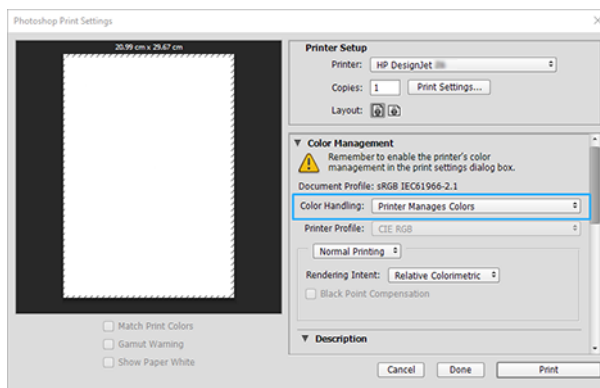 Photoshop Print Settings
20.99 cm x 29.67 cm
Match Print Colors
Gamut Warning
Show Paper White
Printer Setup
Printer: HP DesignJet
Copies: 1 Print Settings...
Layout:
Color Management
Remember to enable the printer's color
management in the print settings dialog box.
Document Profile: sRGB IEC61966-2.1
Color Handling: Printer Manages Colors
Printer Profile: CIE RGB
Normal Printing
Rendering Intent: Relative Colorimetric
Black Point Compensation
Description
Cancel Done Print